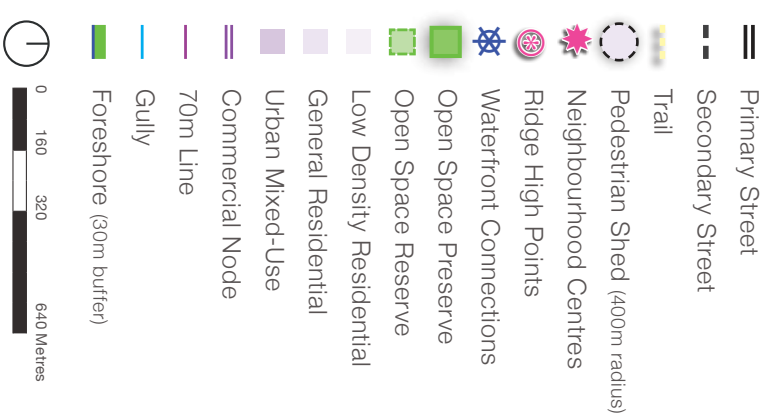 Primary Street
Secondary Street
Trail
Pedestrian Shed (400m radius)
Neighbourhood Centres
Ridge High Points
Waterfront Connections
Open Space Preserve
Open Space Reserve
Low Density Residential
General Residential
Urban Mixed-Use
Commercial Node
70m Line
Gully
Foreshore (30m buffer)
0 160 320 640 Metres